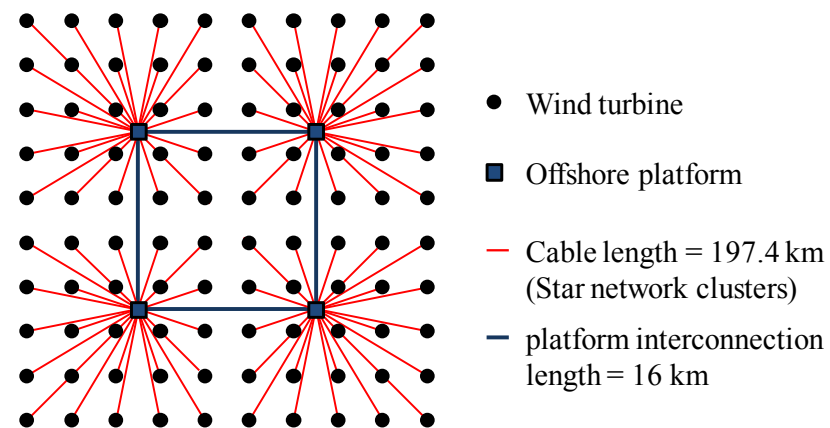 Wind turbine
Offshore platform
Cable length = 197.4 km
(Star network clusters)
platform interconnection
length = 16 km